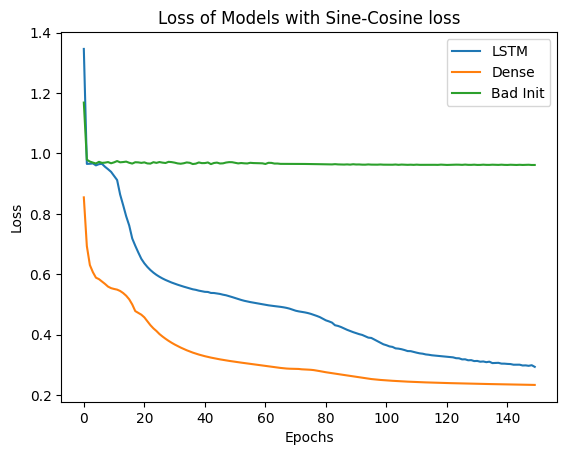 Loss of Models with Sine-Cosine loss
1.4
1.2
1.0
0.8
0.6
0.4
0.2
Loss
LSTM
Dense
Bad Init
0 20 40 60 80 100 120 140
Epochs